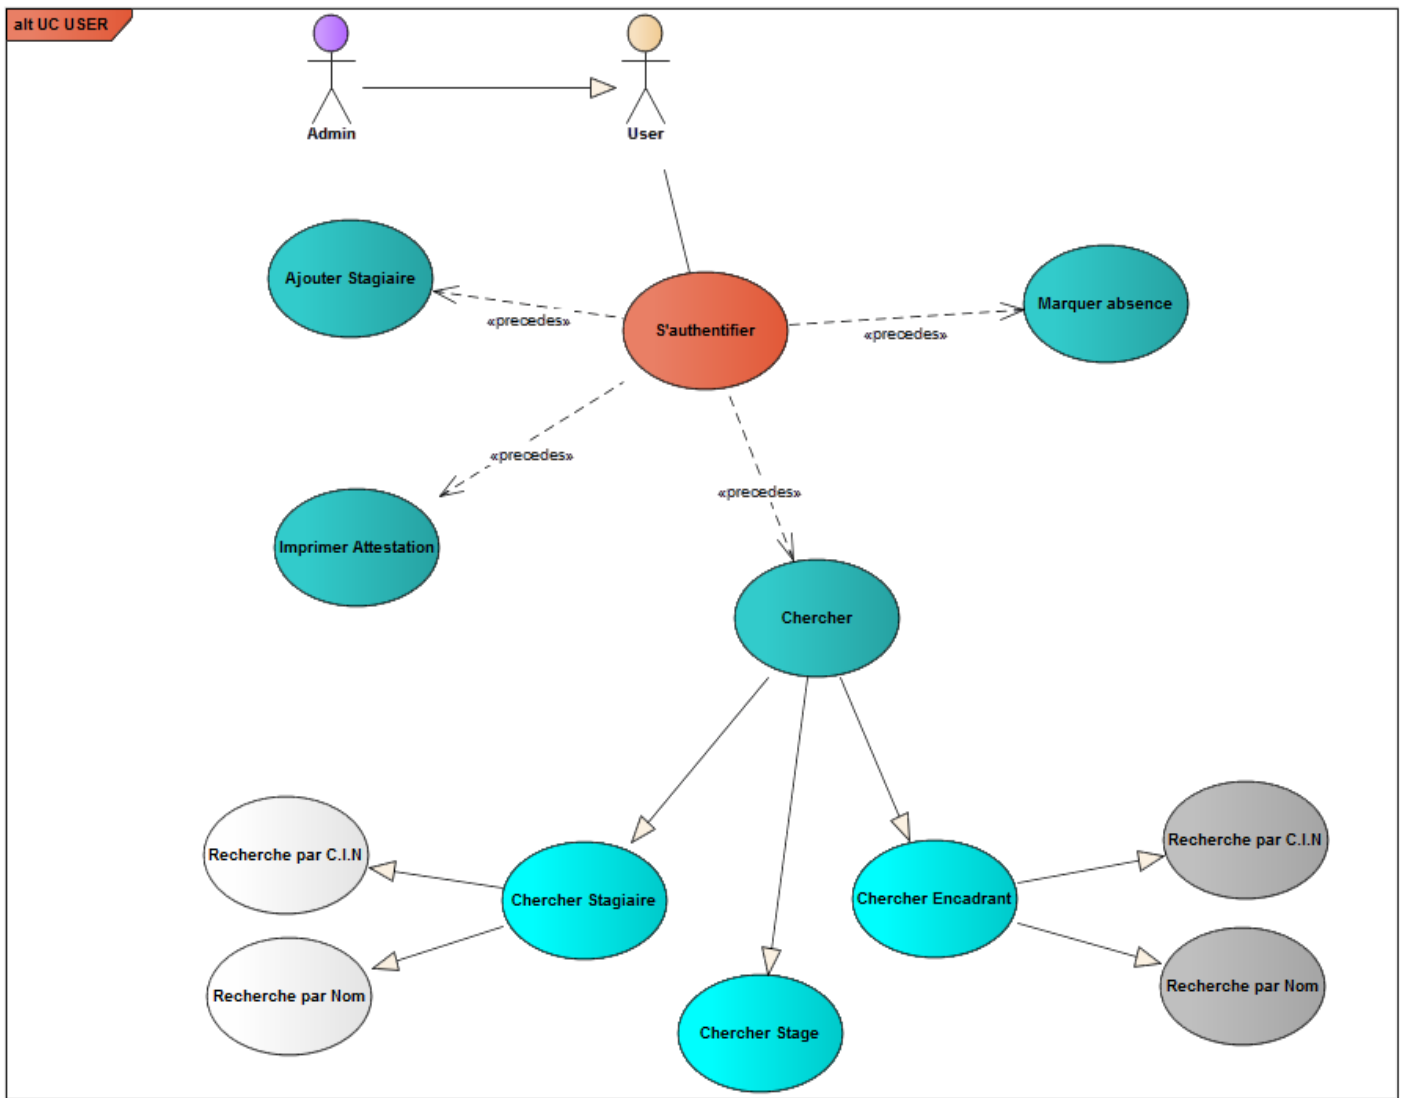 alt UC USER
Admin
User
Ajouter Stagiaire
«precedes»
S'authentifier
«precedes»
Marquer absence
«precedes»
«precedes»
Imprimer Attestation
Chercher
Recherche par C.I.N
Chercher Stagiaire
Chercher Encadrant
Recherche par C.I.N
Recherche par Nom
Chercher Stage
Recherche par Nom